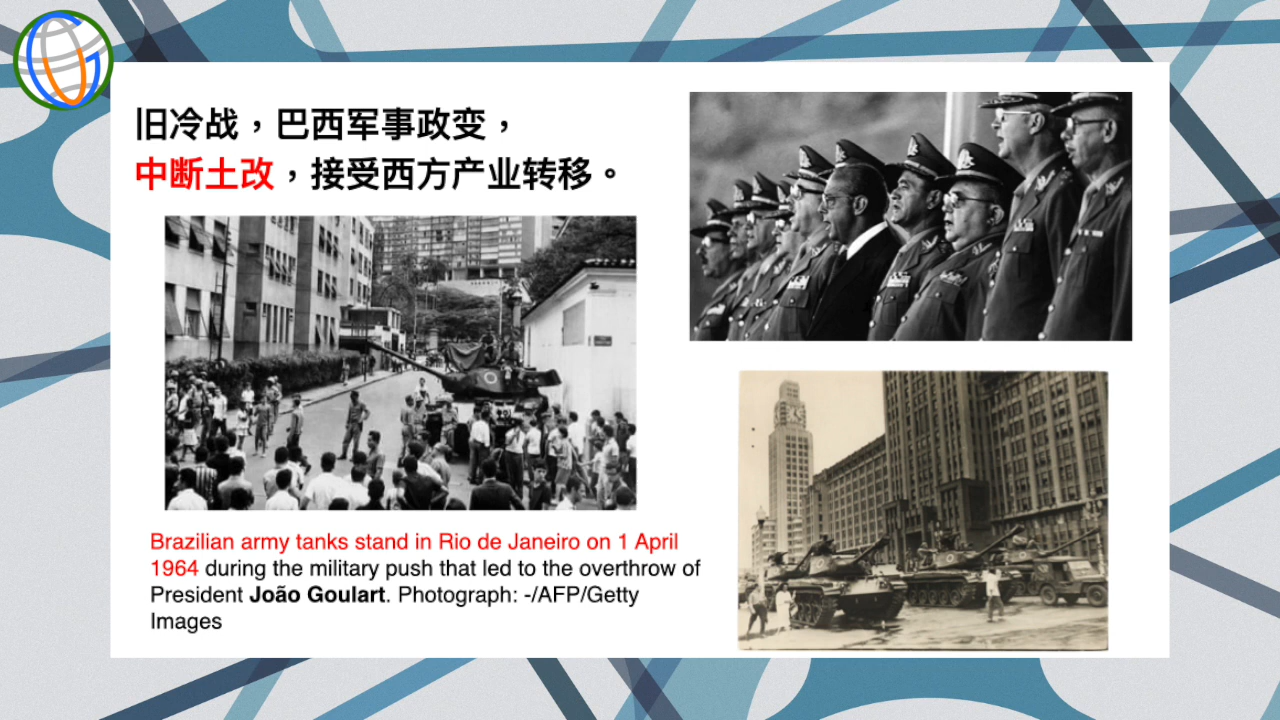 旧冷战，巴西军事政变，
中断土改，接受西方产业转移。
Brazilian army tanks stand in Rio de Janeiro on 1 April
1964 during the military push that led to the overthrow of
President João Goulart. Photograph: -/AFP/Getty
Images